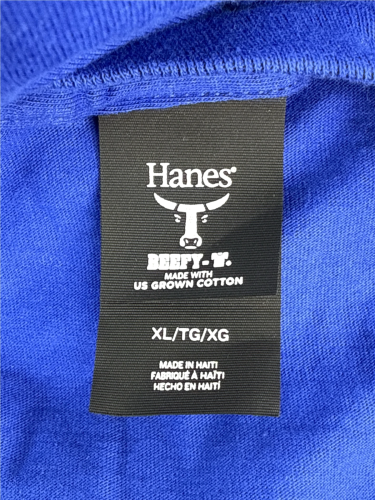 Hanes®
BEEFY-T®
MADE WITH
US GROWN COTTON
XL/TG/XG
MADE IN HAITI
FABRIQUÉ À HAÏTI
HECHO EN HAITÍ